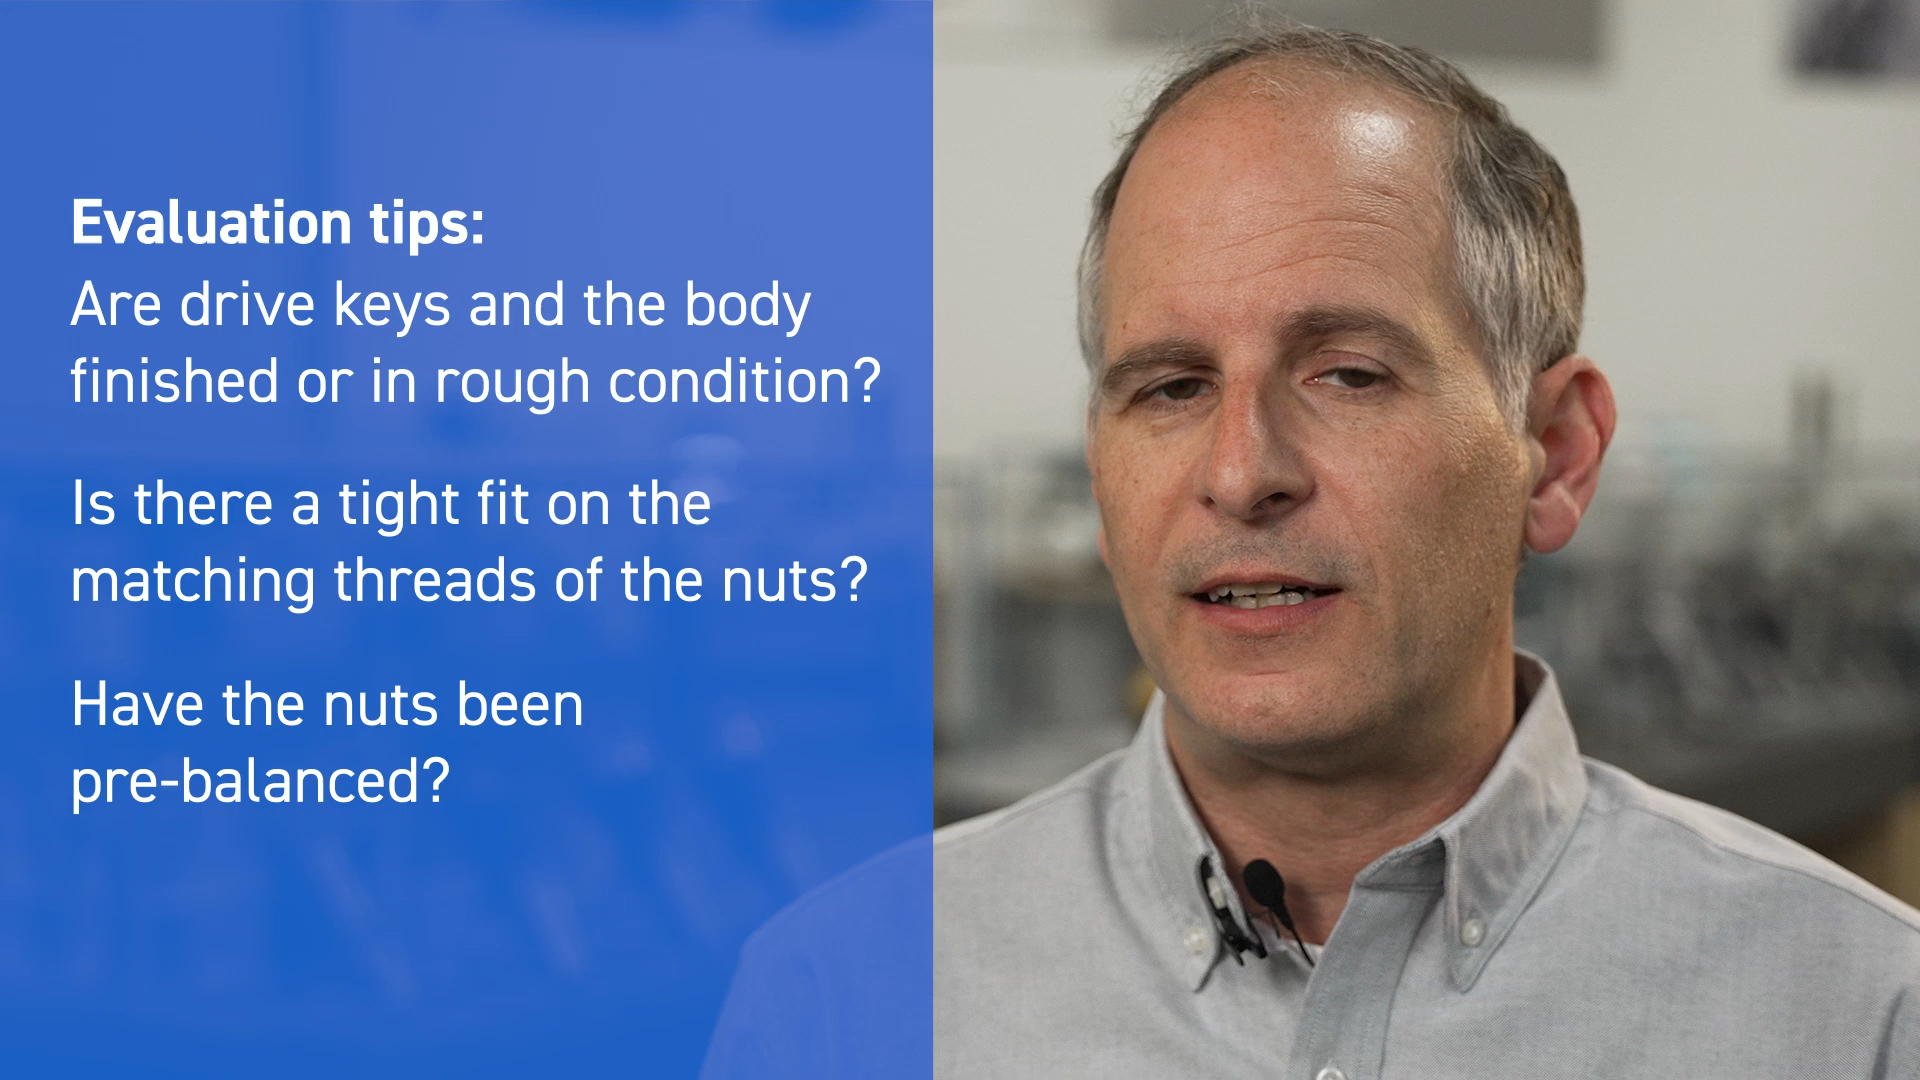 Evaluation tips:
Are drive keys and the body
finished or in rough condition?
Is there a tight fit on the
matching threads of the nuts?
Have the nuts been
pre-balanced?